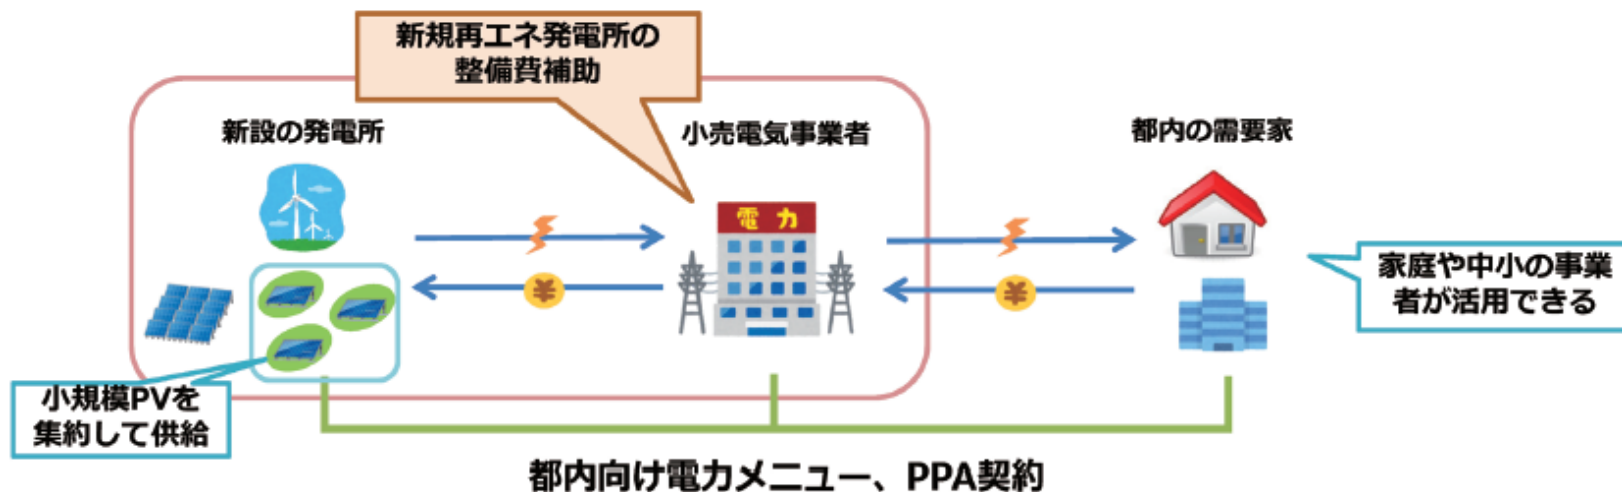 新規再エネ発電所の
整備費補助
新設の発電所
小売電気事業者
都内の需要家
電力
¥
¥
家庭や中小の事業
者が活用できる
小規模PVを
集約して供給
都内向け電力メニュー、PPA契約